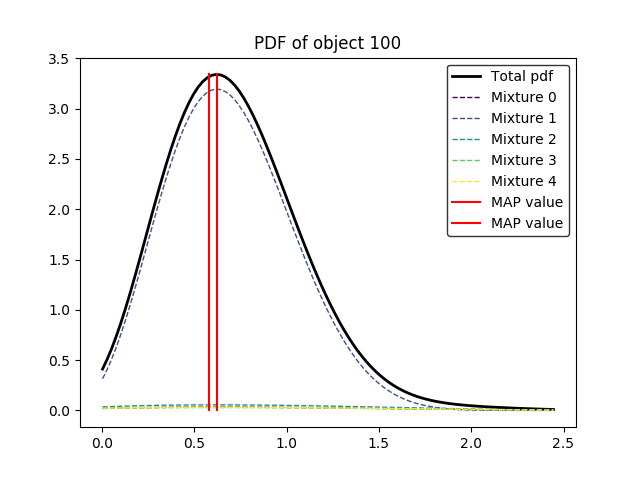 PDF of object 100
3.5
3.0
2.5
2.0
1.5
1.0
0.5
0.0
Total pdf
Mixture 0
Mixture 1
Mixture 2
Mixture 3
Mixture 4
MAP value
MAP value
0.0 0.5 1.0 1.5 2.0 2.5